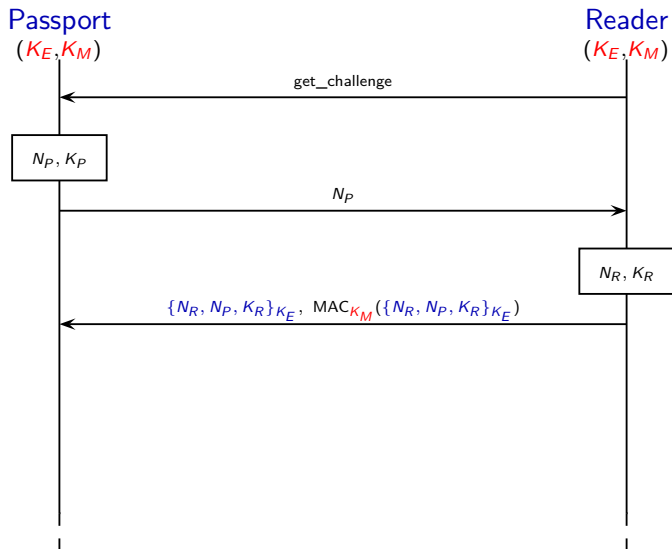 Passport
(K_E,K_M)
Reader
(K_E,K_M)
get_challenge
N_P, K_P
N_P
N_R, K_R
{N_R, N_P, K_R}_{K_E}, MAC_{K_M}({N_R, N_P, K_R}_{K_E})